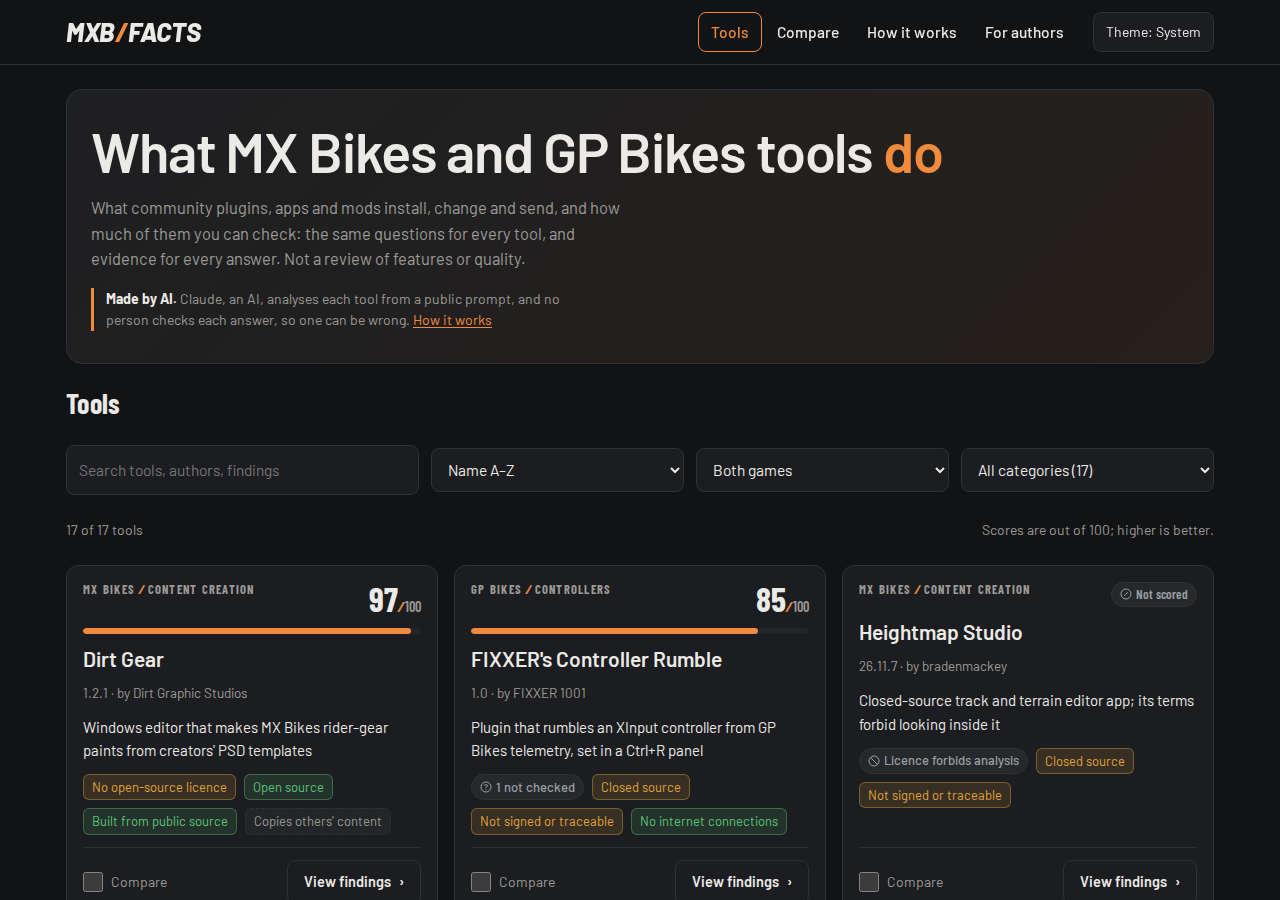 MXB/FACTS
Tools
Compare
How it works
For authors
Theme: System
What MX Bikes and GP Bikes tools do
What community plugins, apps and mods install, change and send, and how
much of them you can check: the same questions for every tool, and
evidence for every answer. Not a review of features or quality.
Made by AI. Claude, an AI, analyses each tool from a public prompt, and no
person checks each answer, so one can be wrong. How it works
Tools
Search tools, authors, findings
Name A–Z
Both games
All categories (17)
17 of 17 tools
Scores are out of 100; higher is better.
MX BIKES / CONTENT CREATION
97/100
Dirt Gear
1.2.1 · by Dirt Graphic Studios
Windows editor that makes MX Bikes rider-gear
paints from creators' PSD templates
No open-source licence
Open source
Built from public source
Copies others' content
Compare
View findings ›
GP BIKES / CONTROLLERS
85/100
FIXXER's Controller Rumble
1.0 · by FIXXER 1001
Plugin that rumbles an XInput controller from GP
Bikes telemetry, set in a Ctrl+R panel
1 not checked
Closed source
Not signed or traceable
No internet connections
Compare
View findings ›
MX BIKES / CONTENT CREATION
Not scored
Heightmap Studio
26.11.7 · by bradenmackey
Closed-source track and terrain editor app; its terms
forbid looking inside it
Licence forbids analysis
Closed source
Not signed or traceable
Compare
View findings ›